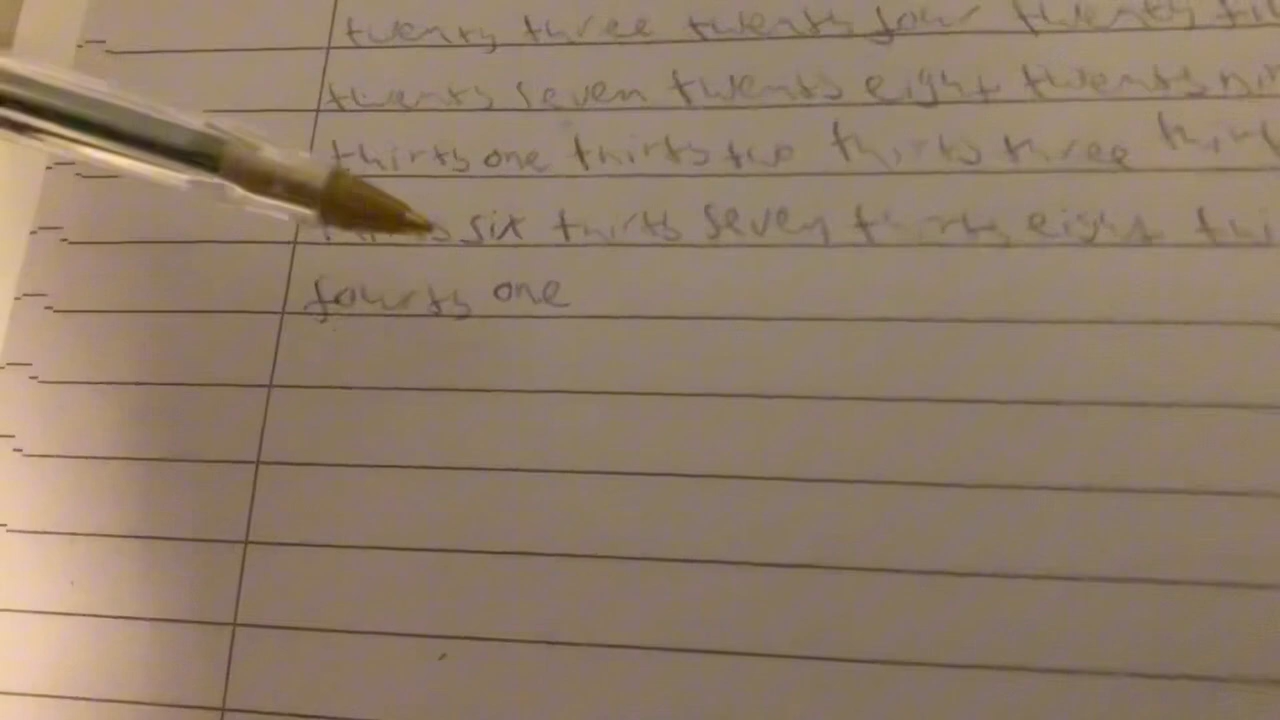 twenty three twenty four twenty
twenty seven twenty eight twenty
thirty one thirty two thirty three
six thirty seven thirty eight
fourty one